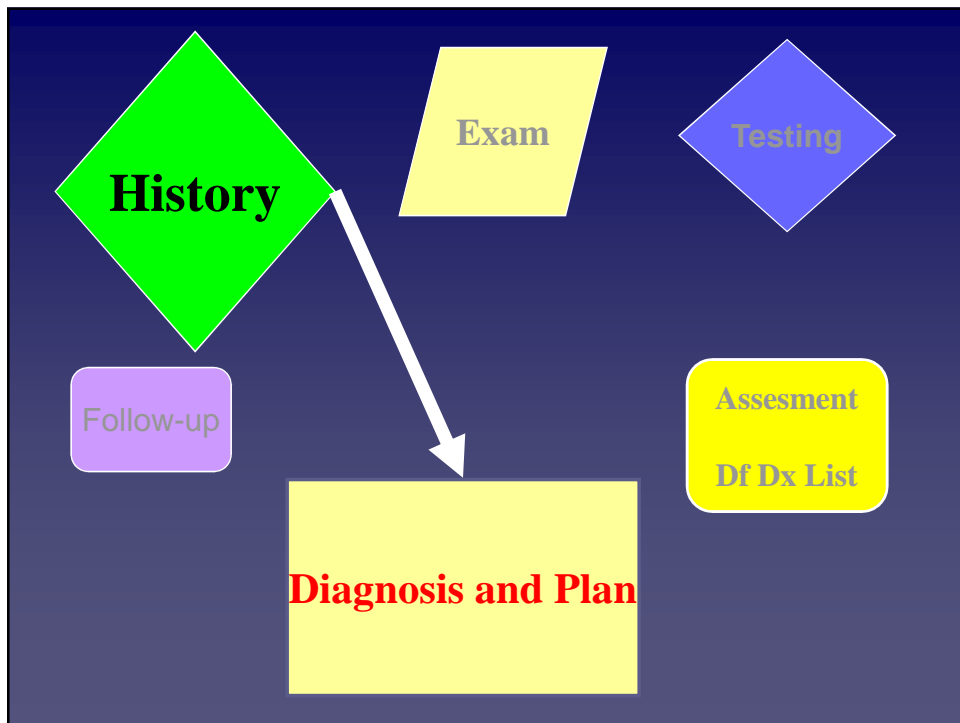 History
Exam
Testing
Follow-up
Assesment
Df Dx List
Diagnosis and Plan